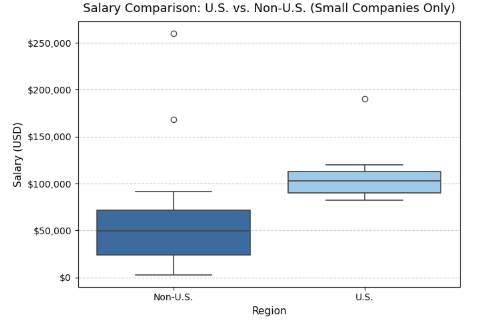 Salary Comparison: U.S. vs. Non-U.S. (Small Companies Only)
$250,000
$200,000
$150,000
$100,000
$50,000
$0
Salary (USD)
Non-U.S.
U.S.
Region